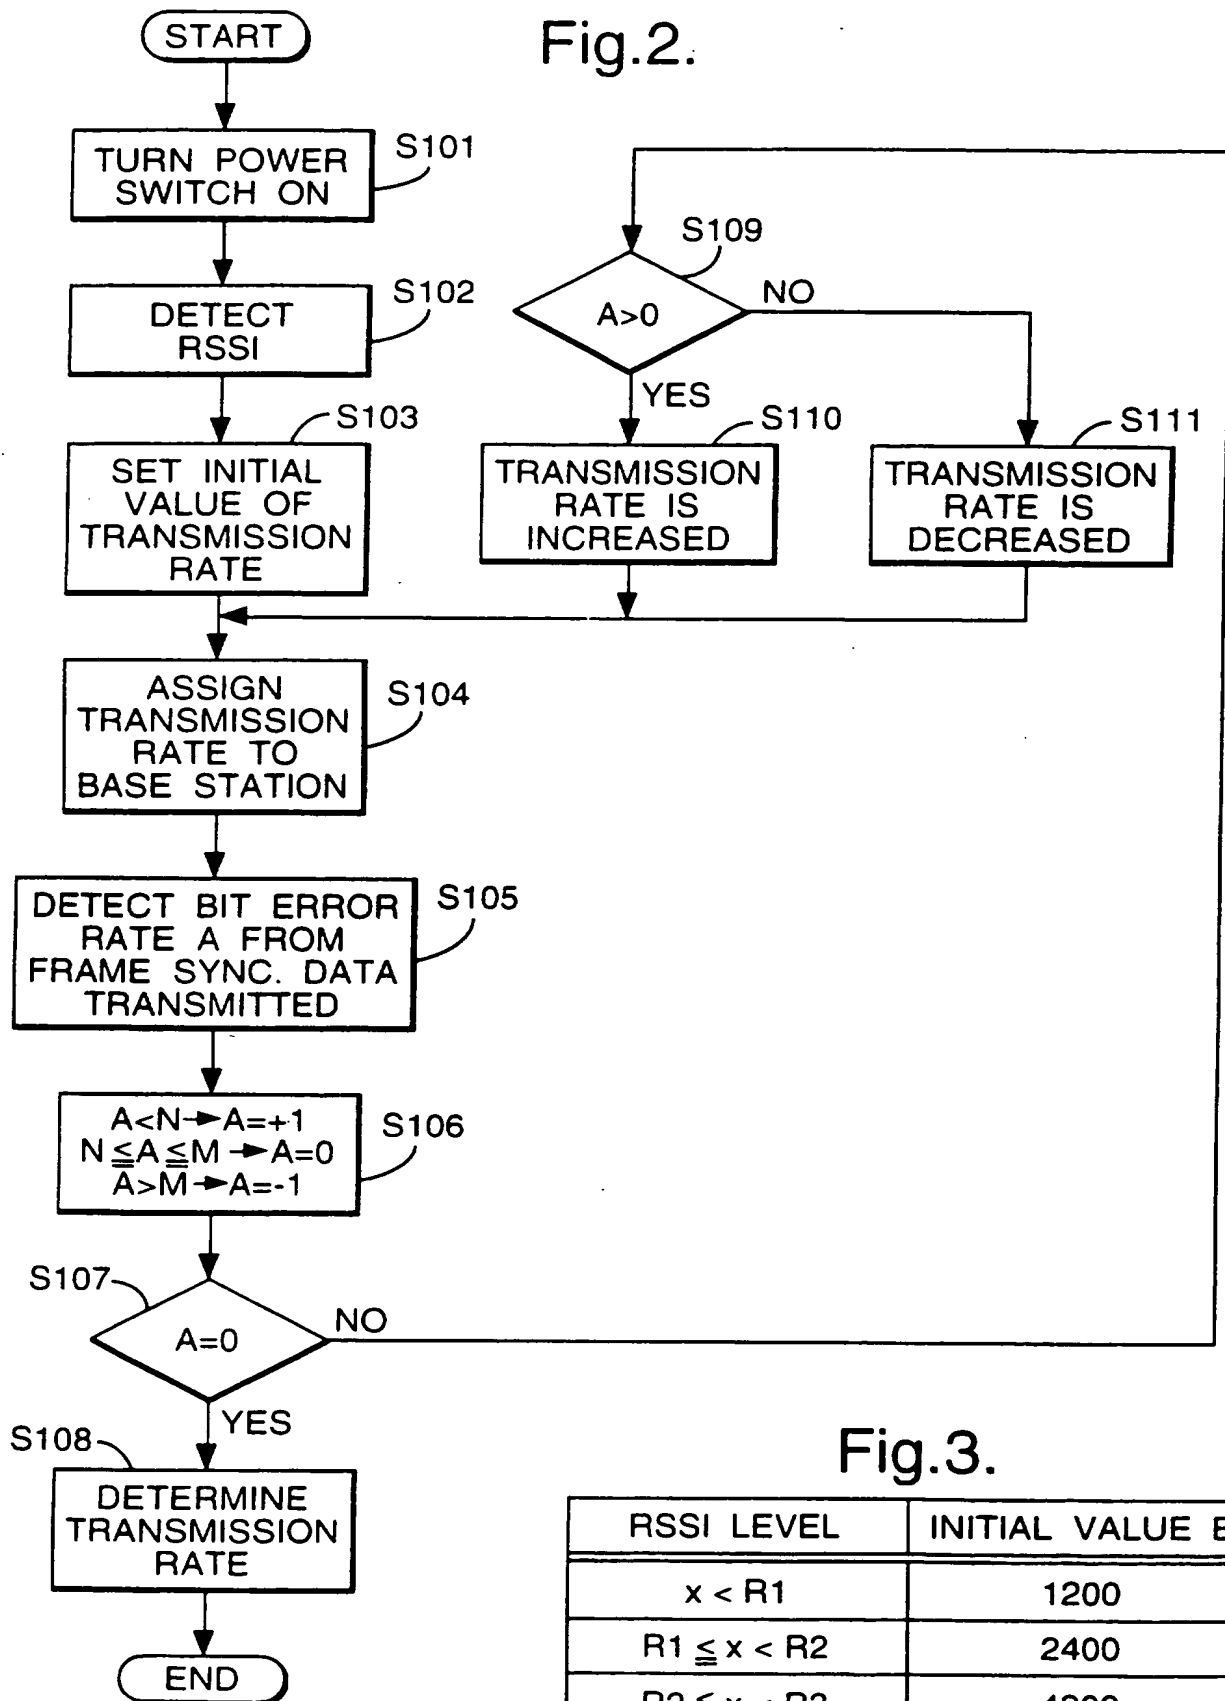 Fig.2.
START
TURN POWER
SWITCH ON
S101
DETECT
RSSI
S102
SET INITIAL
VALUE OF
TRANSMISSION
RATE
S103
A>0
S109
NO
YES
TRANSMISSION
RATE IS
INCREASED
S110
TRANSMISSION
RATE IS
DECREASED
S111
ASSIGN
TRANSMISSION
RATE TO
BASE STATION
S104
DETECT BIT ERROR
RATE A FROM
FRAME SYNC. DATA
TRANSMITTED
S105
A<N→A=+1
N≦A≦M→A=0
A>M→A=-1
S106
S107
A=0
NO
YES
S108
DETERMINE
TRANSMISSION
RATE
END
Fig.3.
RSSI LEVEL INITIAL VALUE
x < R1 1200
R1 ≦ x < R2 2400